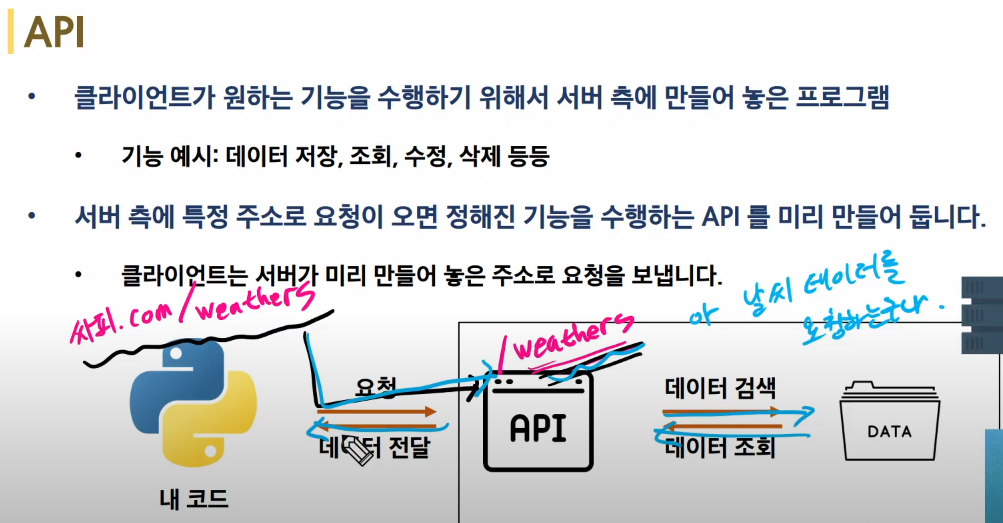 API
• 클라이언트가 원하는 기능을 수행하기 위해서 서버 측에 만들어 놓은 프로그램
• 기능 예시: 데이터 저장, 조회, 수정, 삭제 등등
• 서버 측에 특정 주소로 요청이 오면 정해진 기능을 수행하는 API 를 미리 만들어 둡니다.
• 클라이언트는 서버가 미리 만들어 놓은 주소로 요청을 보냅니다.
싸피.com/weathers
/weathers
아 날씨 데이터를
요청하는구나.
요청
데이터 전달
API
데이터 검색
데이터 조회
DATA
내 코드